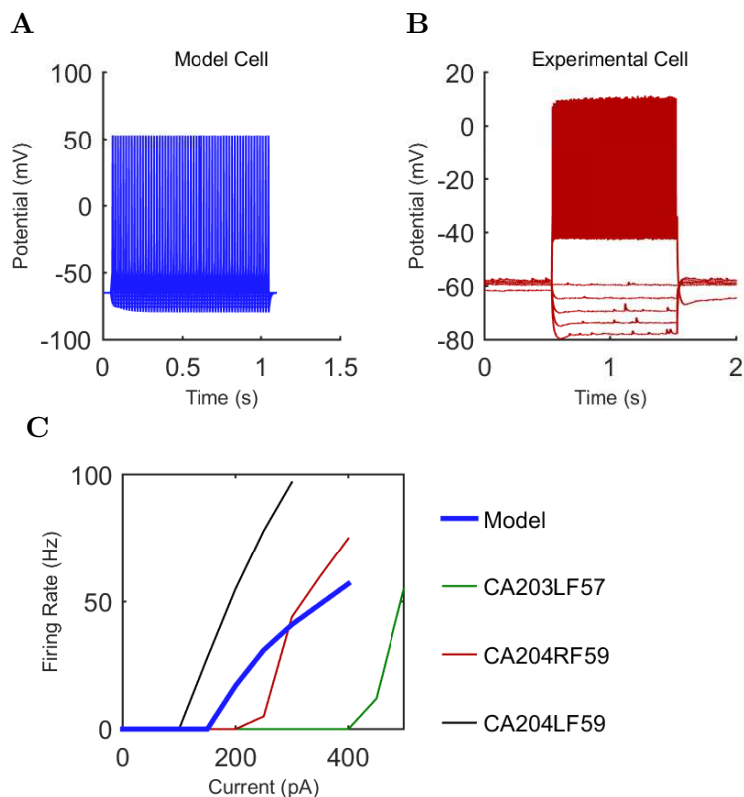 A
Model Cell
100
50
0
-50
-100
Potential (mV)
0
0.5
1
1.5
Time (s)
B
Experimental Cell
20
0
-20
-40
-60
-80
Potential (mV)
0
1
2
Time (s)
C
100
50
0
Firing Rate (Hz)
0
200
400
Current (pA)
Model
CA203LF57
CA204RF59
CA204LF59